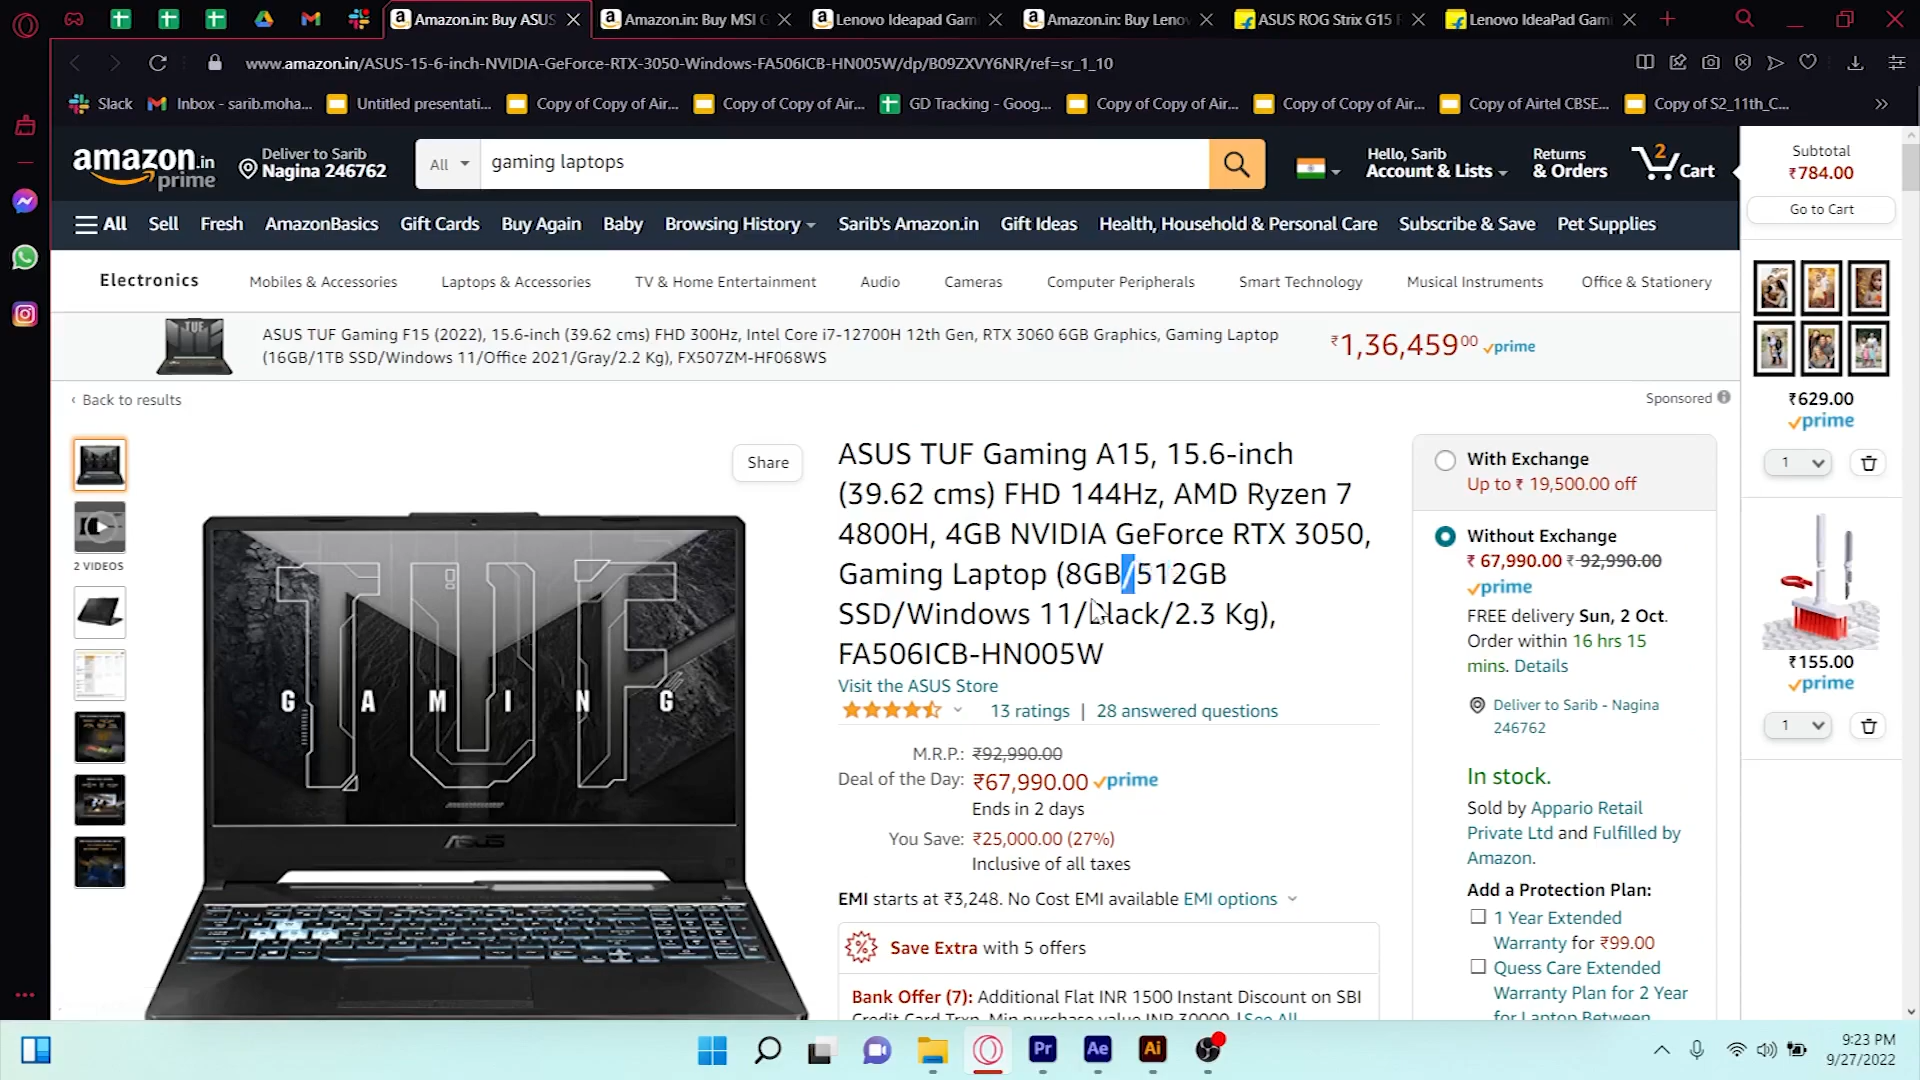 Amazon.in: Buy ASUS
Amazon.in: Buy MSI G
Lenovo Ideapad Gam
Amazon.in: Buy Leno
ASUS ROG Strix G15
Lenovo IdeaPad Gam
www.amazon.in/ASUS-15-6-inch-NVIDIA-GeForce-RTX-3050-Windows-FA506ICB-HN005W/dp/B09ZXVY6NR/ref=sr_1_10
Slack
Inbox - sarib.moha...
Untitled presentati...
Copy of Copy of Air...
Copy of Copy of Air...
GD Tracking - Goog...
Copy of Copy of Air...
Copy of Copy of Air...
Copy of Airtel CBSE...
Copy of S2_11th_C...
amazon.in
prime
Deliver to Sarib
Nagina 246762
All
gaming laptops
Hello, Sarib
Account & Lists
Returns
& Orders
2
Cart
Subtotal
₹784.00
Go to Cart
All
Sell
Fresh
AmazonBasics
Gift Cards
Buy Again
Baby
Browsing History
Sarib's Amazon.in
Gift Ideas
Health, Household & Personal Care
Subscribe & Save
Pet Supplies
Electronics
Mobiles & Accessories
Laptops & Accessories
TV & Home Entertainment
Audio
Cameras
Computer Peripherals
Smart Technology
Musical Instruments
Office & Stationery
ASUS TUF Gaming F15 (2022), 15.6-inch (39.62 cms) FHD 300Hz, Intel Core i7-12700H 12th Gen, RTX 3060 6GB Graphics, Gaming Laptop
(16GB/1TB SSD/Windows 11/Office 2021/Gray/2.2 Kg), FX507ZM-HF068WS
₹1,36,459⁰⁰ prime
‹ Back to results
Sponsored
Share
2 VIDEOS
TUF
GAMING
ASUS
ASUS TUF Gaming A15, 15.6-inch
(39.62 cms) FHD 144Hz, AMD Ryzen 7
4800H, 4GB NVIDIA GeForce RTX 3050,
Gaming Laptop (8GB/512GB
SSD/Windows 11/Black/2.3 Kg),
FA506ICB-HN005W
Visit the ASUS Store
13 ratings | 28 answered questions
M.R.P.: ₹92,990.00
Deal of the Day: ₹67,990.00 prime
Ends in 2 days
You Save: ₹25,000.00 (27%)
Inclusive of all taxes
EMI starts at ₹3,248. No Cost EMI available EMI options
Save Extra with 5 offers
Bank Offer (7): Additional Flat INR 1500 Instant Discount on SBI
Credit Card Txn. Min purchase value INR 30000 | See All
With Exchange
Up to ₹ 19,500.00 off
Without Exchange
₹ 67,990.00 ₹ 92,990.00
prime
FREE delivery Sun, 2 Oct.
Order within 16 hrs 15
mins. Details
Deliver to Sarib - Nagina
246762
In stock.
Sold by Appario Retail
Private Ltd and Fulfilled by
Amazon.
Add a Protection Plan:
1 Year Extended
Warranty for ₹99.00
Quess Care Extended
Warranty Plan for 2 Year
for Laptop Between
₹629.00
prime
1
₹155.00
prime
1
Pr
Ae
Ai
9:23 PM
9/27/2022